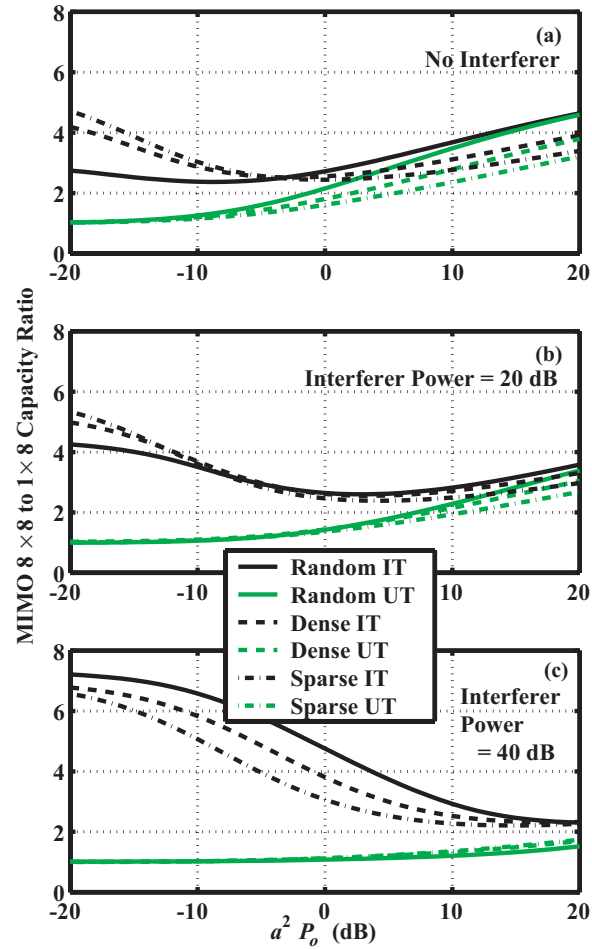 MIMO 8 ×8 to 1× 8 Capacity Ratio
8
6
4
2
0
(a)
No Interferer
-20 -10 0 10 20
8
6
4
2
0
(b)
Interferer Power = 20 dB
-20 -10 0 10 20
Random IT
Random UT
Dense IT
Dense UT
Sparse IT
Sparse UT
8
6
4
2
0
(c)
Interferer
Power
= 40 dB
-20 -10 0 10 20
a² Pₒ (dB)